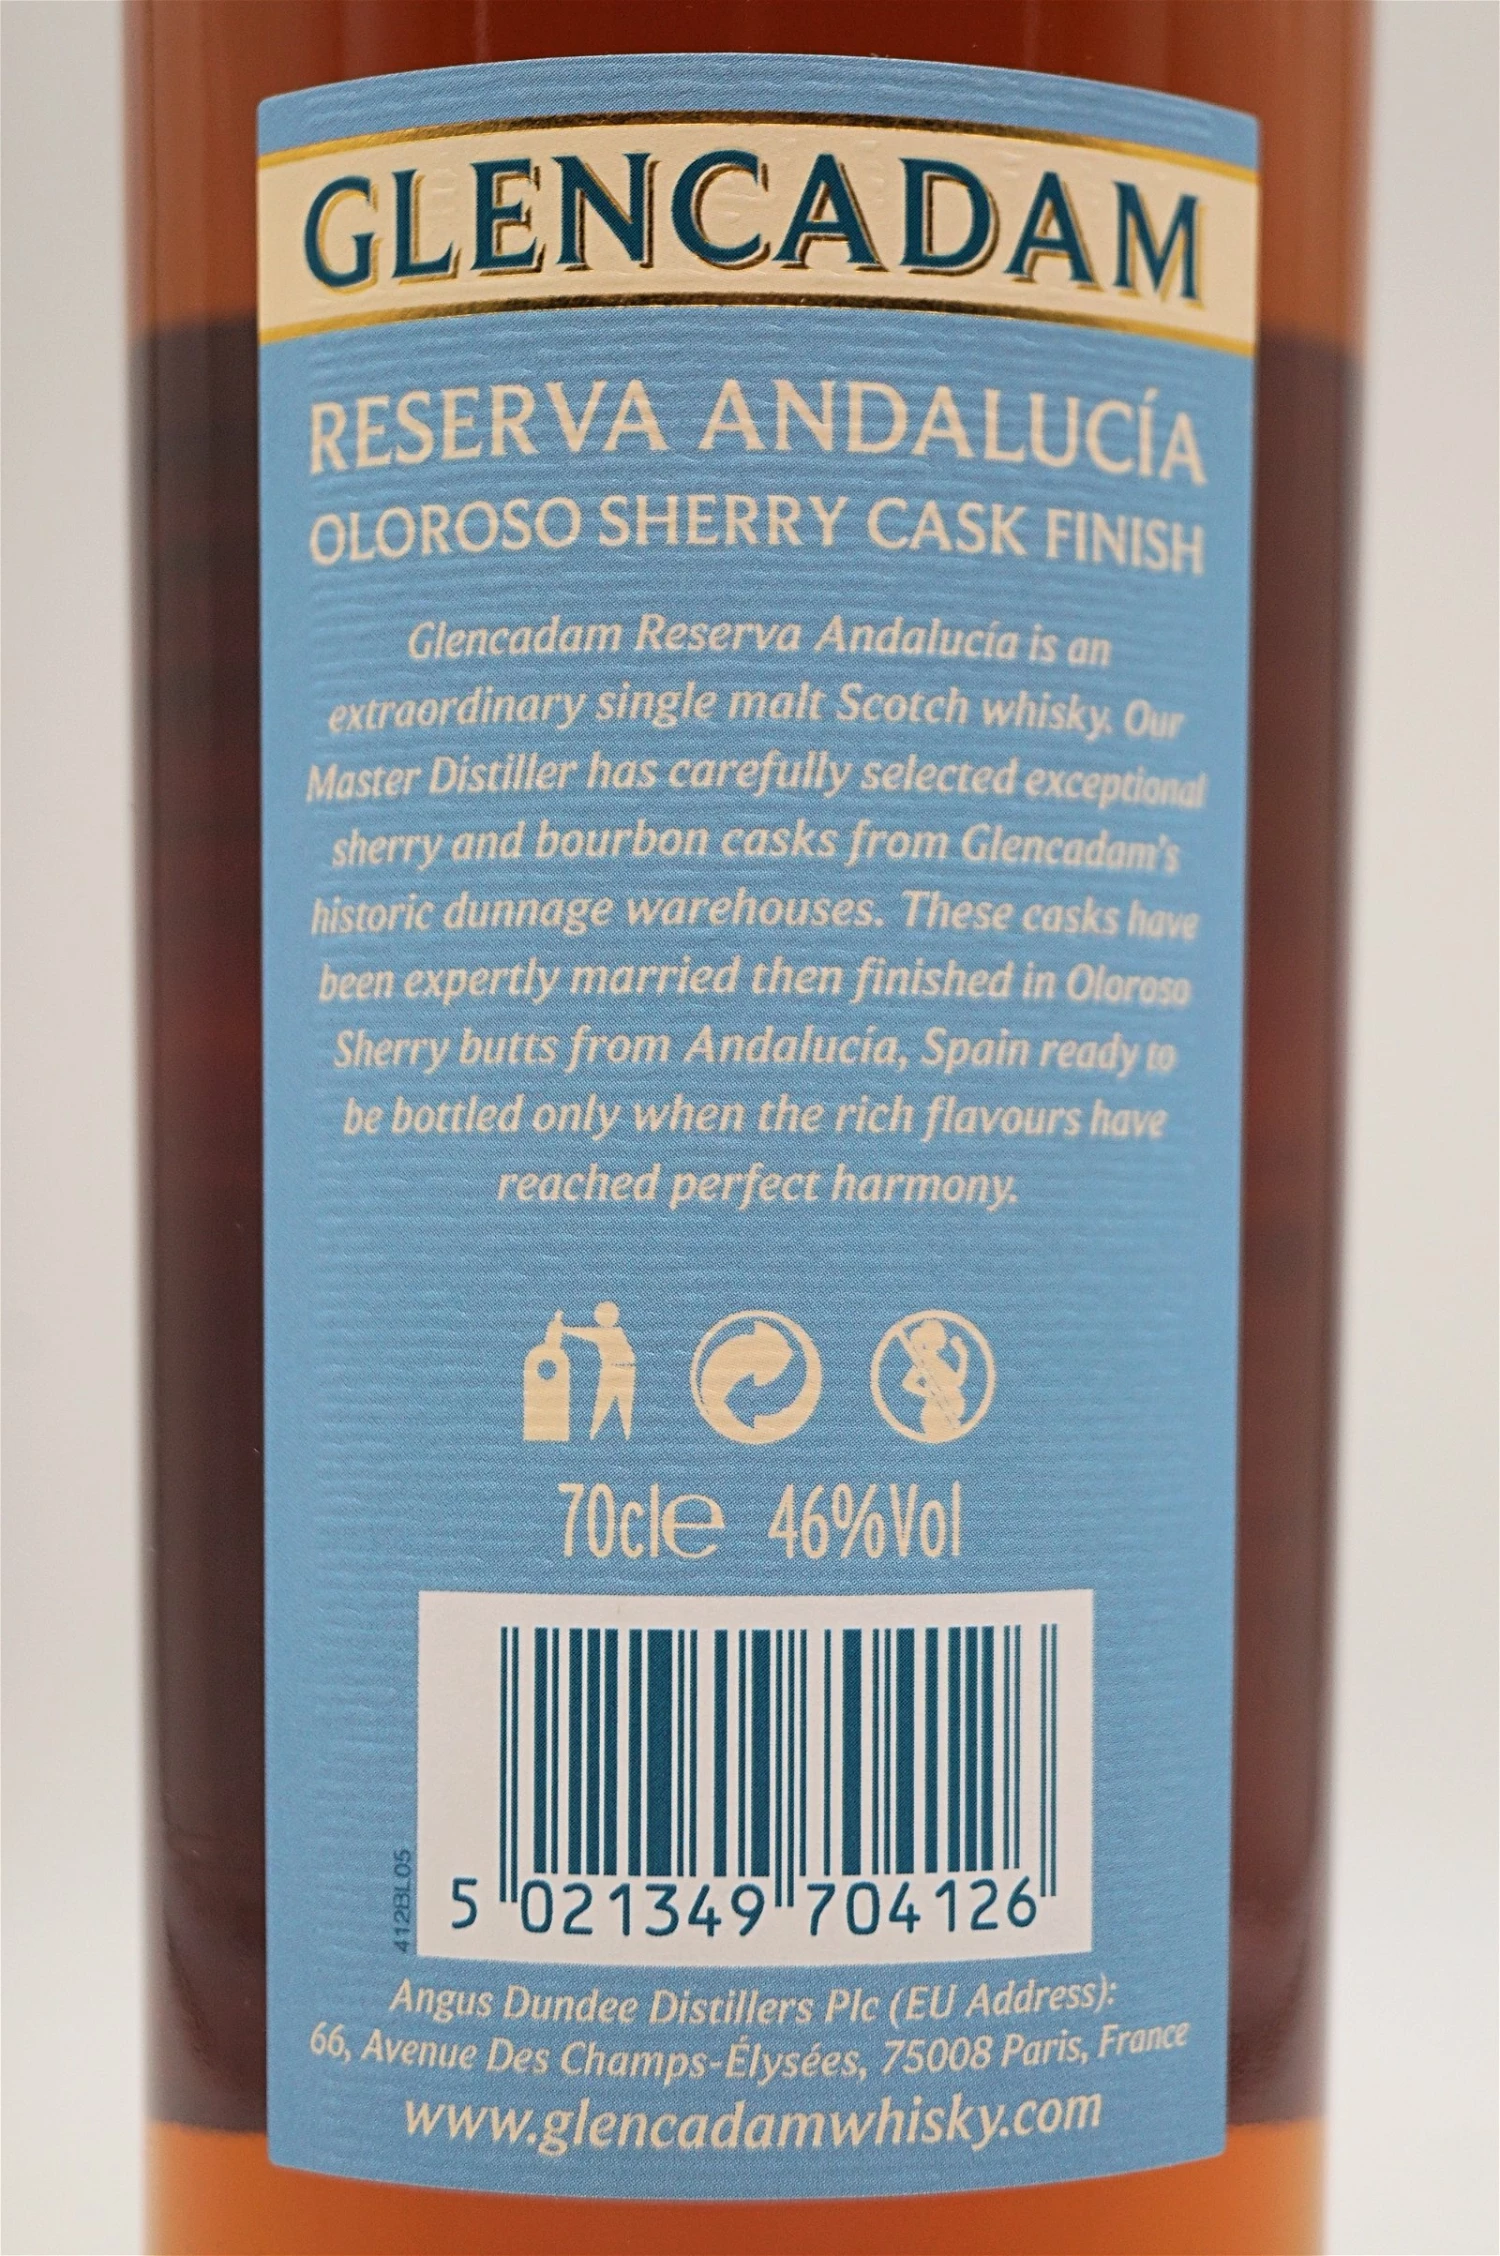 GLENCADAM
RESERVA ANDALUCÍA
OLOROSO SHERRY CASK FINISH
Glencadam Reserva Andalucía is an
extraordinary single malt Scotch whisky. Our
Master Distiller has carefully selected exceptional
sherry and bourbon casks from Glencadam's
historic dunnage warehouses. These casks have
been expertly married then finished in Oloroso
Sherry butts from Andalucía, Spain ready to
be bottled only when the rich flavours have
reached perfect harmony.
70cle 46%Vol
412BL05
5 021349 704126
Angus Dundee Distillers Plc (EU Address):
66, Avenue Des Champs-Élysées, 75008 Paris, France
www.glencadamwhisky.com